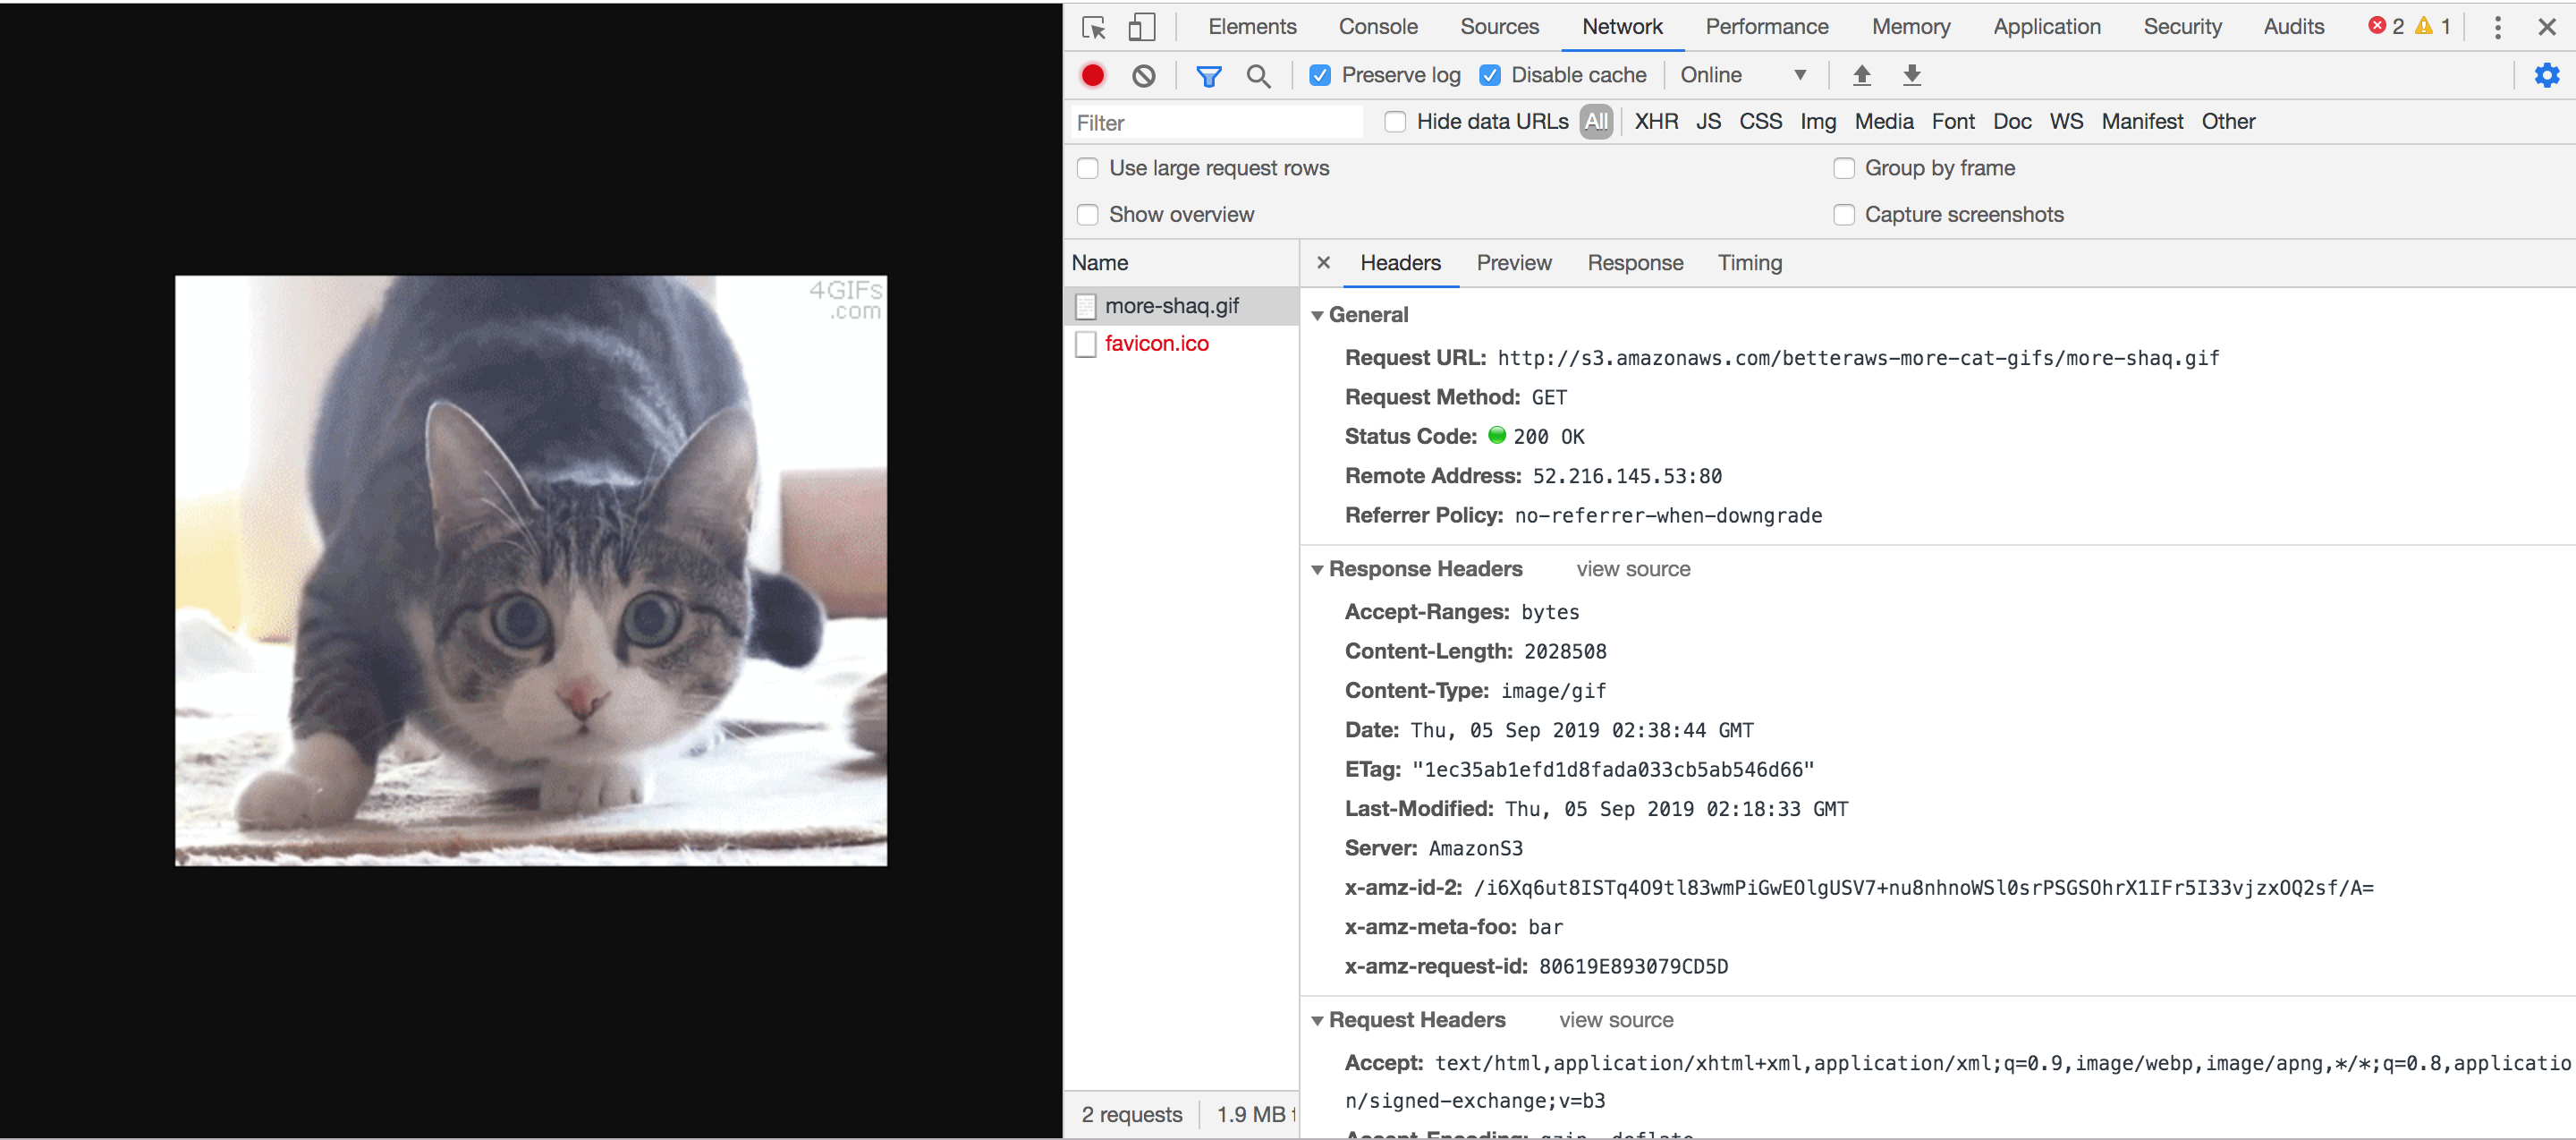 Elements Console Sources Network Performance Memory Application Security Audits 2 1
Preserve log Disable cache Online
Filter Hide data URLs All XHR JS CSS Img Media Font Doc WS Manifest Other
Use large request rows Group by frame
Show overview Capture screenshots
4GIFs
.com
Name
more-shaq.gif
favicon.ico
2 requests 1.9 MB
Headers Preview Response Timing
General
Request URL: http://s3.amazonaws.com/betteraws-more-cat-gifs/more-shaq.gif
Request Method: GET
Status Code: 200 OK
Remote Address: 52.216.145.53:80
Referrer Policy: no-referrer-when-downgrade
Response Headers view source
Accept-Ranges: bytes
Content-Length: 2028508
Content-Type: image/gif
Date: Thu, 05 Sep 2019 02:38:44 GMT
ETag: "1ec35ab1efd1d8fada033cb5ab546d66"
Last-Modified: Thu, 05 Sep 2019 02:18:33 GMT
Server: AmazonS3
x-amz-id-2: /i6Xq6ut8ISTq4O9tl83wmPiGwEOlgUSV7+nu8nhnoWSl0srPSGSOhrX1IFr5I33vjzxOQ2sf/A=
x-amz-meta-foo: bar
x-amz-request-id: 80619E893079CD5D
Request Headers view source
Accept: text/html,application/xhtml+xml,application/xml;q=0.9,image/webp,image/apng,*/*;q=0.8,applicatio
n/signed-exchange;v=b3
Accept-Encoding: gzip, deflate